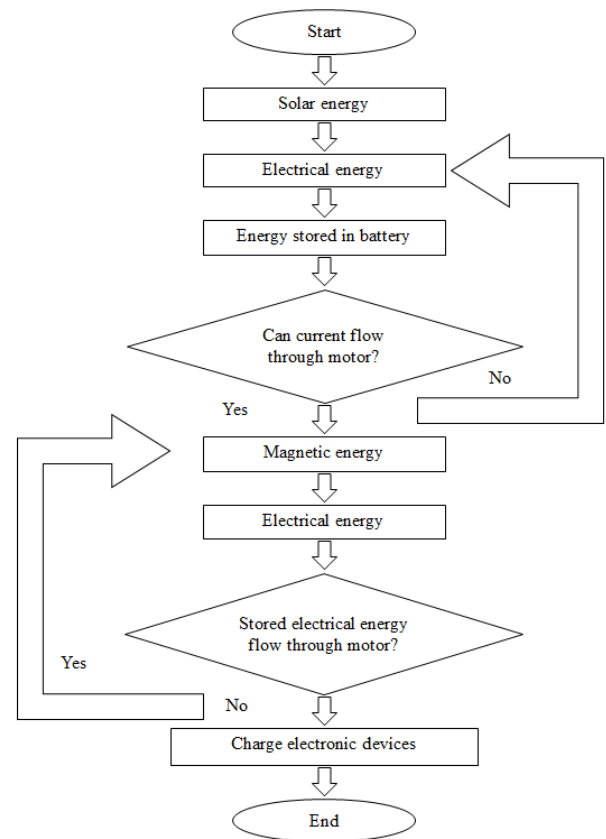 Start
Solar energy
Electrical energy
Energy stored in battery
Can current flow
through motor?
No
Yes
Magnetic energy
Electrical energy
Stored electrical energy
flow through motor?
Yes
No
Charge electronic devices
End